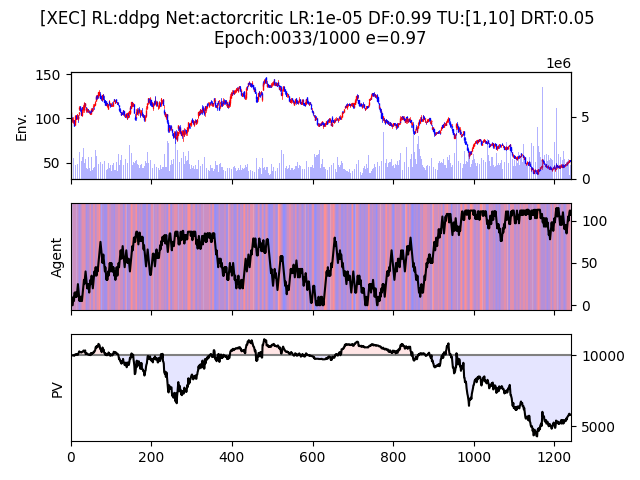 [XEC] RL:ddpg Net:actorcritic LR:1e-05 DF:0.99 TU:[1,10] DRT:0.05
Epoch:0033/1000 e=0.97
1e6
150
100
50
Env.
5
0
Agent
100
50
0
PV
10000
5000
0 200 400 600 800 1000 1200